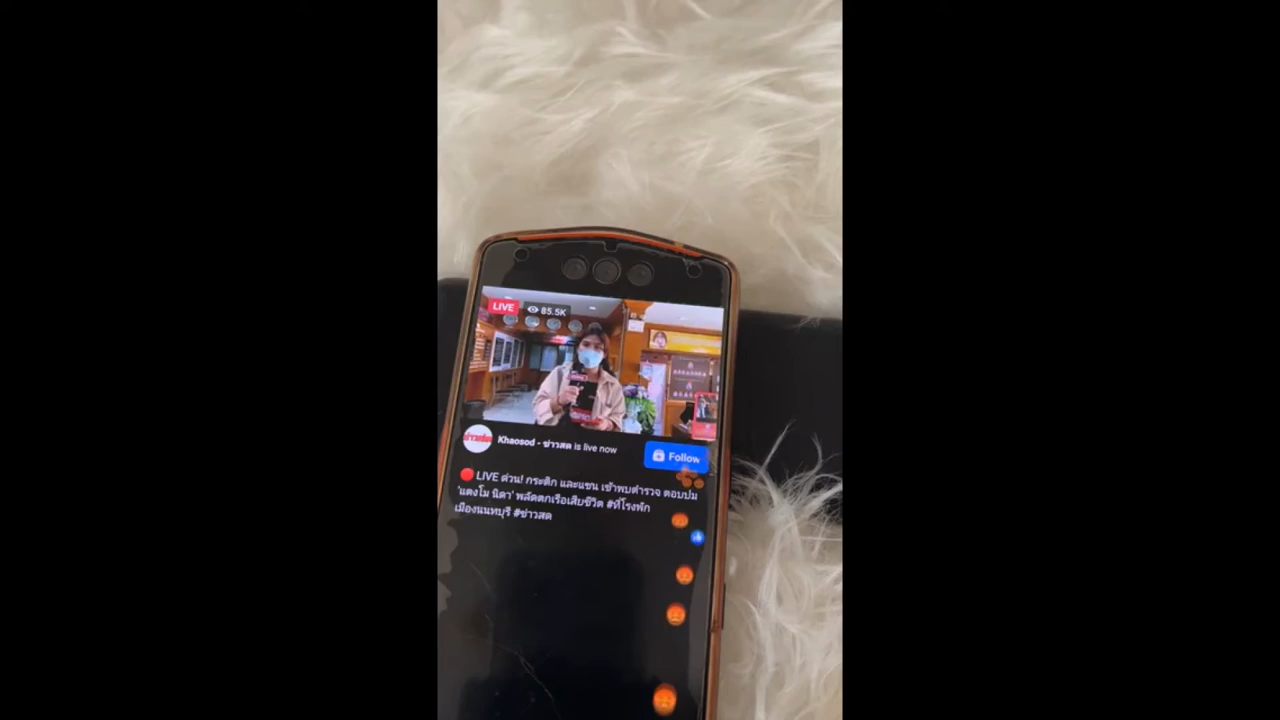 LIVE 85.5K
Khaosod - ข่าวสด is live now
Follow
LIVE ด่วน! กระติก และแซน เข้าพบตำรวจ ตอบปม
'แตงโม นิดา' พลัดตกเรือเสียชีวิต #ที่โรงพัก
เมืองนนทบุรี #ข่าวสด